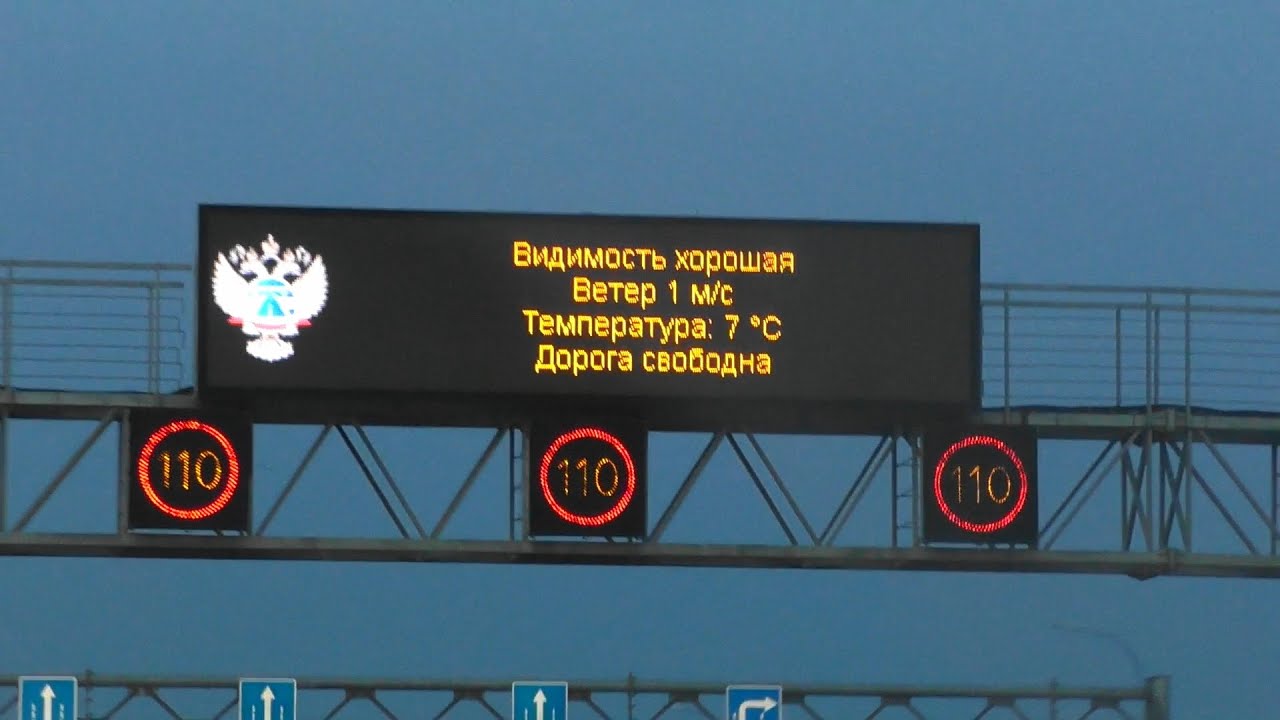 Видимость хорошая
Ветер 1 м/с
Температура: 7 °C
Дорога свободна
110 110 110